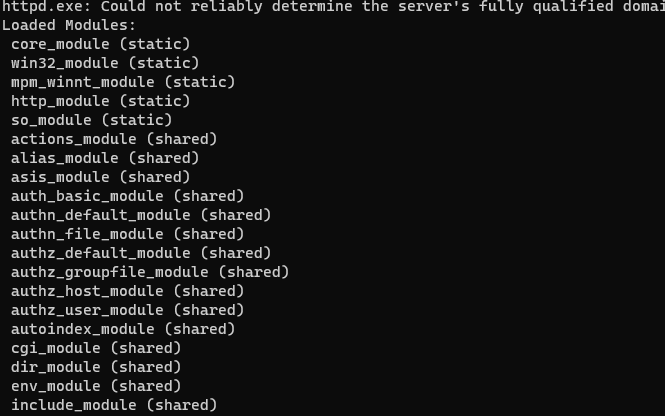 httpd.exe: Could not reliably determine the server's fully qualified domai
Loaded Modules:
core_module (static)
win32_module (static)
mpm_winnt_module (static)
http_module (static)
so_module (static)
actions_module (shared)
alias_module (shared)
asis_module (shared)
auth_basic_module (shared)
authn_default_module (shared)
authn_file_module (shared)
authz_default_module (shared)
authz_groupfile_module (shared)
authz_host_module (shared)
authz_user_module (shared)
autoindex_module (shared)
cgi_module (shared)
dir_module (shared)
env_module (shared)
include_module (shared)